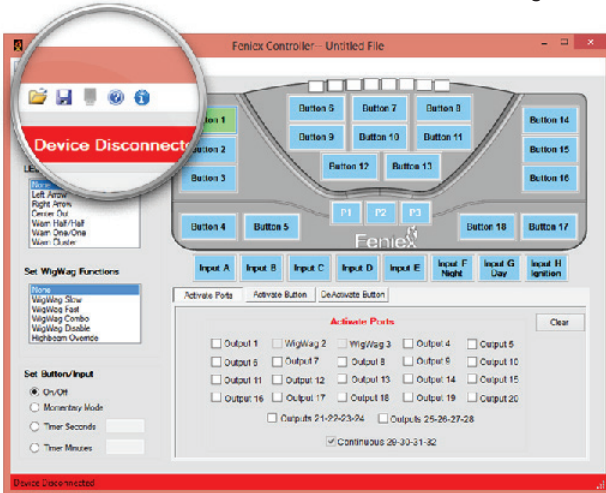 Feniex Controller – Untitled File
Device Disconnec
Button 1
Button 2
Button 3
Button 4
Button 5
Button 6
Button 7
Button 8
Button 9
Button 10
Button 11
Button 12
Button 13
Button 14
Button 15
Button 16
Button 18
Button 17
P1
P2
P3
Feniex
Input A
Input B
Input C
Input D
Input E
Input F Night
Input G Day
Input H Ignition
None
Left Arrow
Right Arrow
Center Out
Warn Half/Half
Warn One/One
Warn Cluster
Set WigWag Functions
None
WigWag Slow
WigWag Fast
WigWag Combo
WigWag Disable
Highbeam Override
Set Button/Input
On/Off
Momentary Mode
Timer Seconds
Timer Minutes
Activate Ports
Activate Button
DeActivate Button
Activate Ports
Clear
Output 1
WigWag 2
WigWag 3
Output 4
Output 5
Output 6
Output 7
Output 8
Output 9
Output 10
Output 11
Output 12
Output 13
Output 14
Output 15
Output 16
Output 17
Output 18
Output 19
Output 20
Outputs 21-22-23-24
Outputs 25-26-27-28
Continuous 29-30-31-32
Device Disconnected